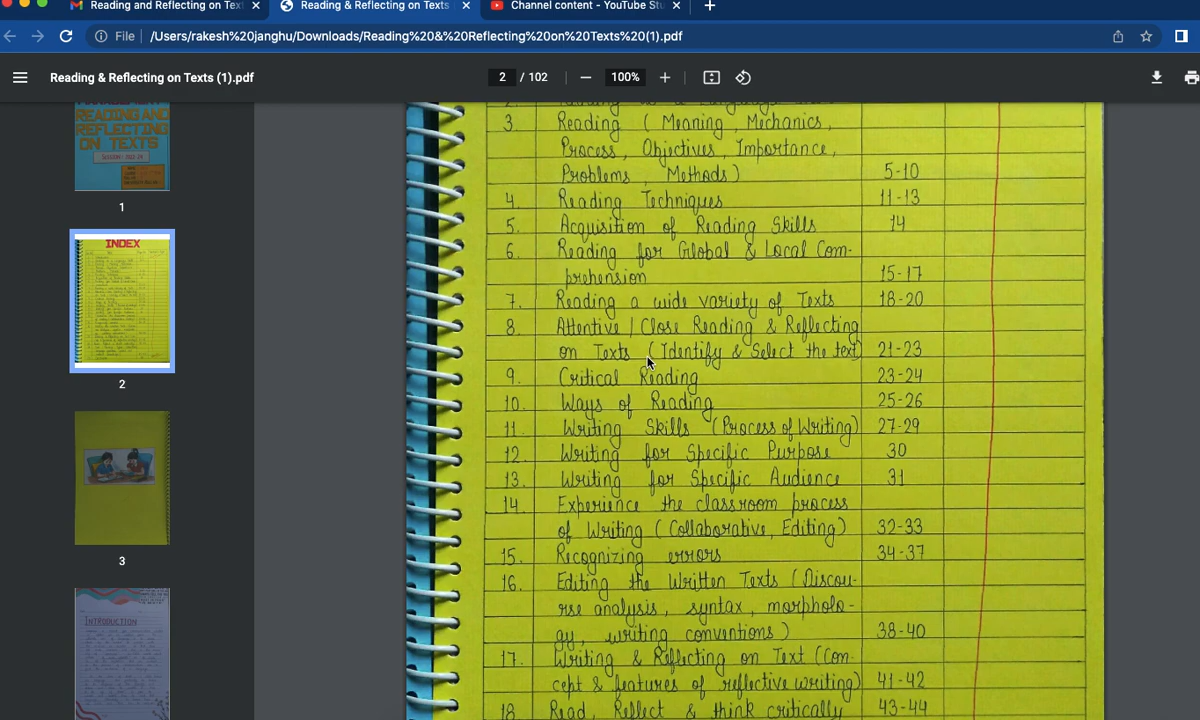 Reading and Reflecting on Tex
Reading & Reflecting on Texts
Channel content - YouTube Stu
File
/Users/rakesh%20janghu/Downloads/Reading%20&%20Reflecting%20on%20Texts%20(1).pdf
Reading & Reflecting on Texts (1).pdf
2 / 102
100%
READING AND
REFLECTING
ON TEXTS
1
INDEX
2
3
INTRODUCTION
3. Reading ( Meaning, Mechanics,
Process, Objectives, Importance,
Problems, Methods) 5-10
4. Reading Techniques 11-13
5. Acquisition of Reading Skills 14
6. Reading for Global & Local Com-
prehension 15-17
7. Reading a wide variety of Texts 18-20
8. Attentive / Close Reading & Reflecting
on Texts (Identify & Select the text) 21-23
9. Critical Reading 23-24
10. Ways of Reading 25-26
11. Writing Skills (Process of Writing) 27-29
12. Writing for Specific Purpose 30
13. Writing for Specific Audience 31
14. Experience the classroom process
of Writing (Collaborative, Editing) 32-33
15. Recognizing errors 34-37
16. Editing the Written Texts (Discou-
rse analysis, syntax, morpholo-
gy, writing conventions) 38-40
17. Writing & Reflecting on Text (Con-
cept & features of reflective writing) 41-42
18. Read, Reflect & think critically 43-44